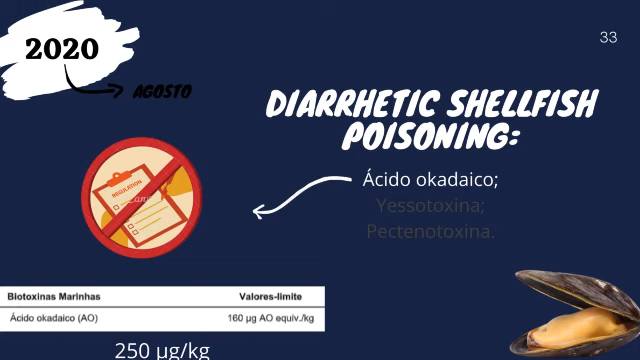 2020
33
AGOSTO
DIARRHETIC SHELLFISH
POISONING:
Ácido okadaico;
Yessotoxina;
Pectenotoxina.
REGULATION
Canva
Biotoxinas Marinhas Valores-limite
Ácido okadaico (AO) 160 µg AO equiv./kg
250 µg/kg